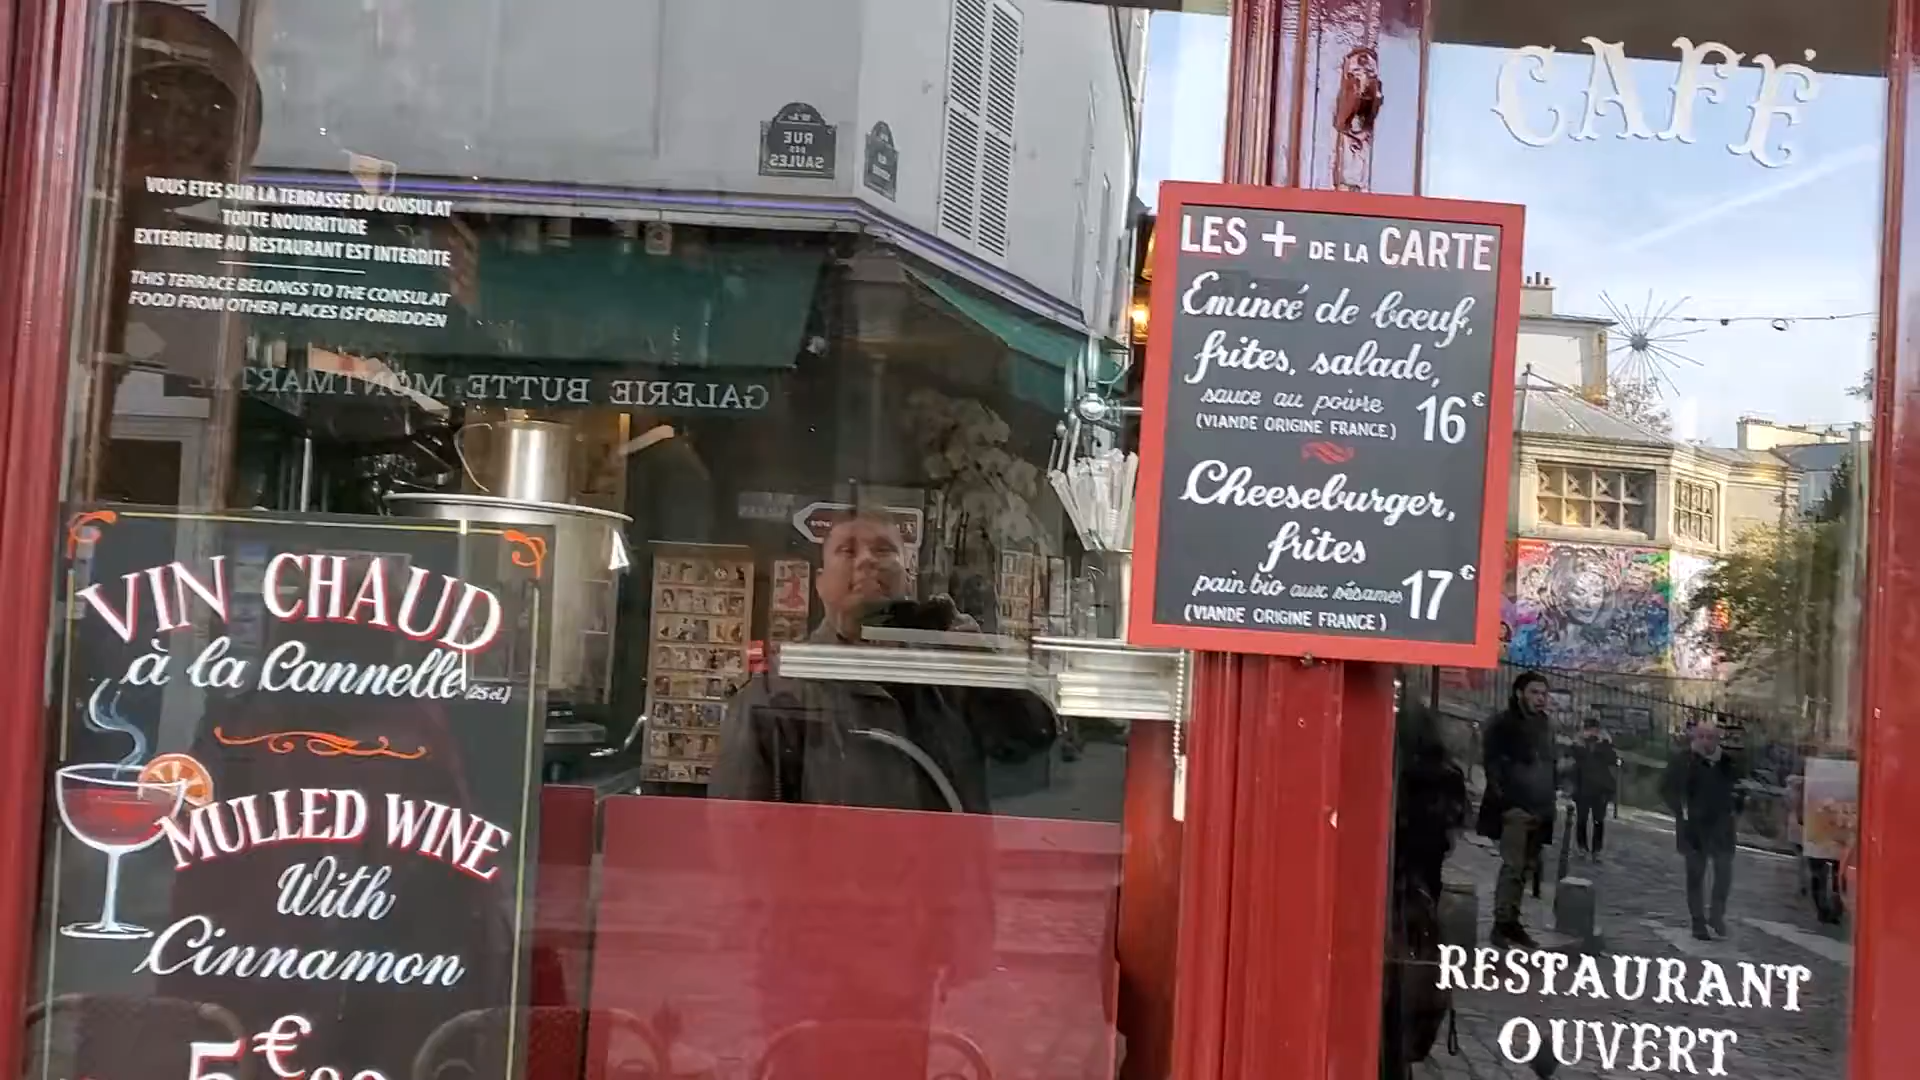 CAFÉ
RUE
DES
SAULES
VOUS ETES SUR LA TERRASSE DU CONSULAT
TOUTE NOURRITURE
EXTERIEURE AU RESTAURANT EST INTERDITE
THIS TERRACE BELONGS TO THE CONSULAT
FOOD FROM OTHER PLACES IS FORBIDDEN
GALERIE BUTTE MONTMARTRE
LES + DE LA CARTE
Emincé de boeuf,
frites, salade,
sauce au poivre 16€
(VIANDE ORIGINE FRANCE)
Cheeseburger,
frites
pain bio aux sésames 17€
(VIANDE ORIGINE FRANCE)
VIN CHAUD
à la Cannelle (25 cl.)
MULLED WINE
With
Cinnamon
5€
RESTAURANT
OUVERT